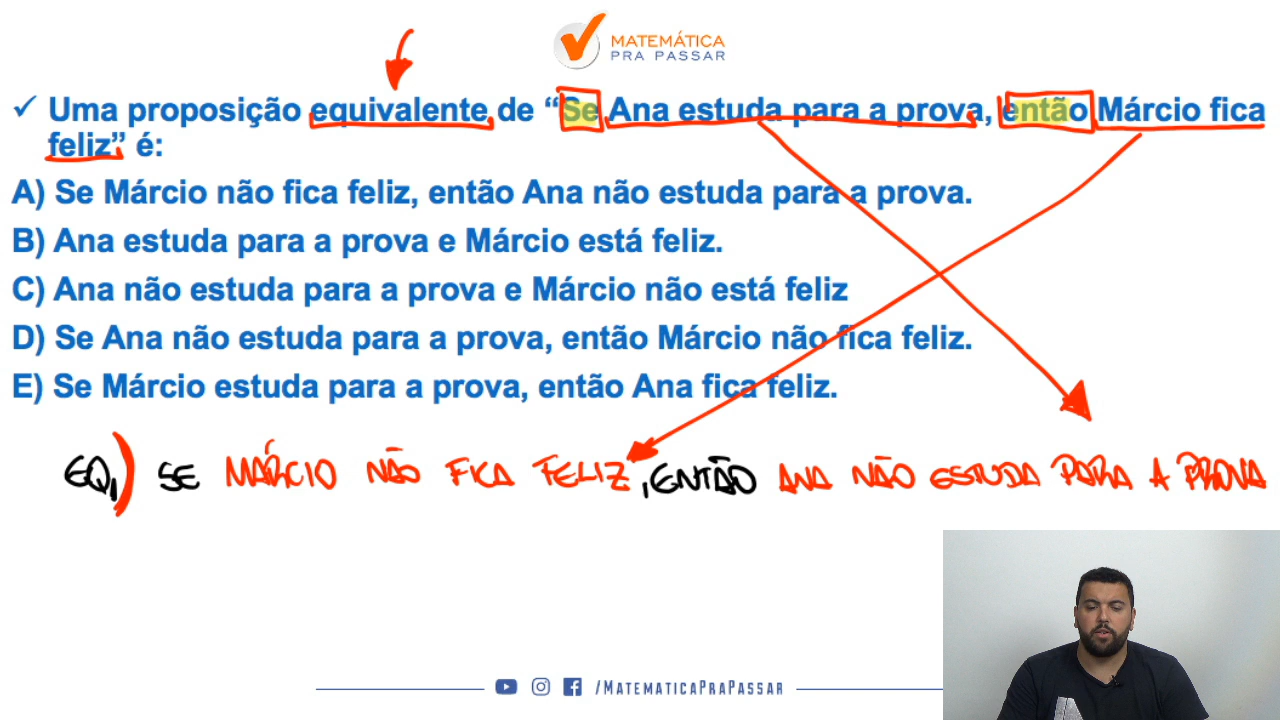 MATEMÁTICA
PRA PASSAR
✓ Uma proposição equivalente de “Se Ana estuda para a prova, então Márcio fica
feliz” é:
A) Se Márcio não fica feliz, então Ana não estuda para a prova.
B) Ana estuda para a prova e Márcio está feliz.
C) Ana não estuda para a prova e Márcio não está feliz
D) Se Ana não estuda para a prova, então Márcio não fica feliz.
E) Se Márcio estuda para a prova, então Ana fica feliz.
EQ1) SE MÁRCIO NÃO FICA FELIZ, ENTÃO ANA NÃO ESTUDA PARA A PROVA
/MATEMATICAPRAPASSAR